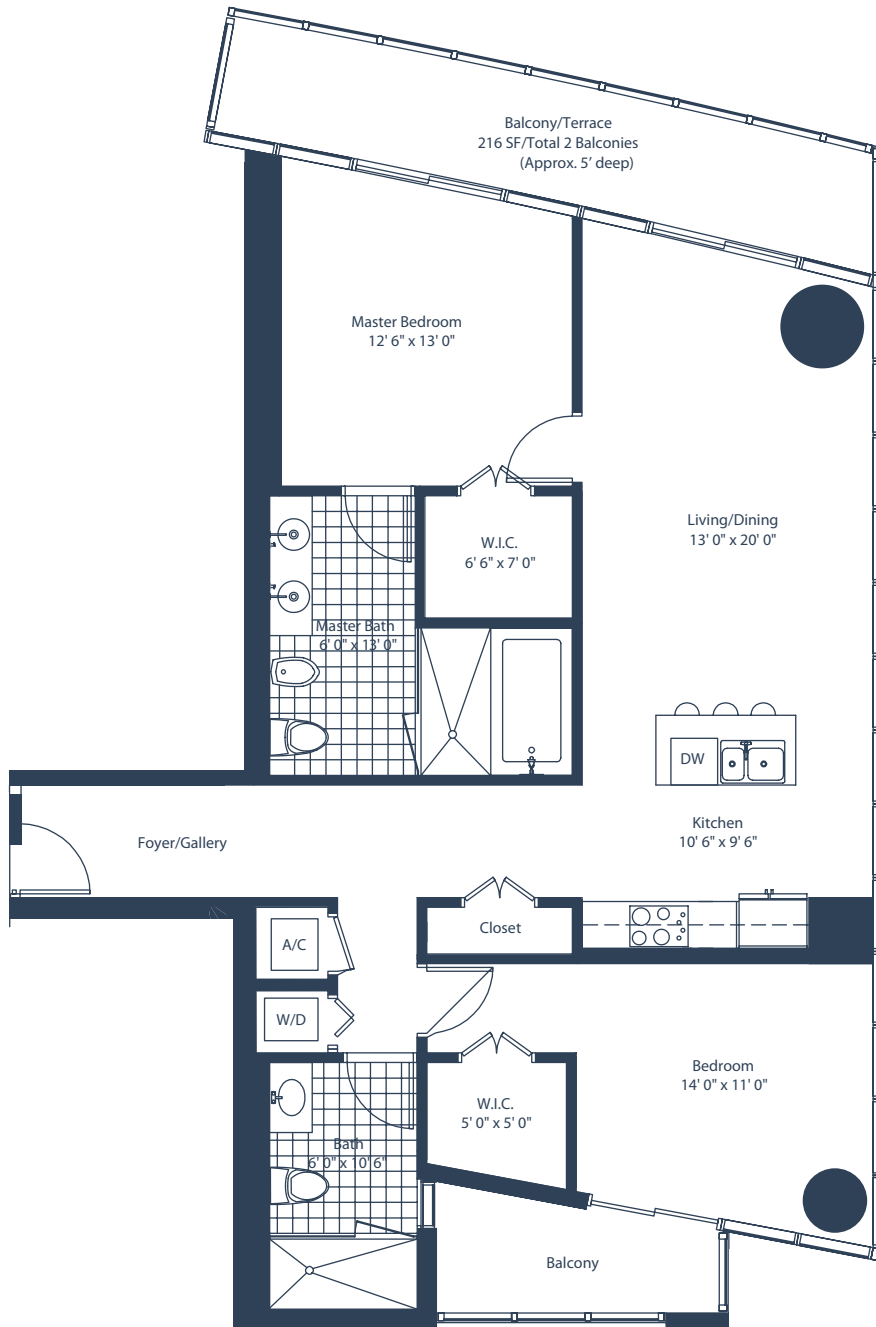 Balcony/Terrace
216 SF/Total 2 Balconies
(Approx. 5’ deep)
Master Bedroom
12' 6" x 13' 0"
Living/Dining
13' 0" x 20' 0"
W.I.C.
6' 6" x 7' 0"
Master Bath
6' 0" x 13' 0"
DW
Kitchen
10' 6" x 9' 6"
Foyer/Gallery
Closet
A/C
W/D
Bedroom
14' 0" x 11' 0"
W.I.C.
5' 0" x 5' 0"
Bath
6' 0" x 10' 6"
Balcony